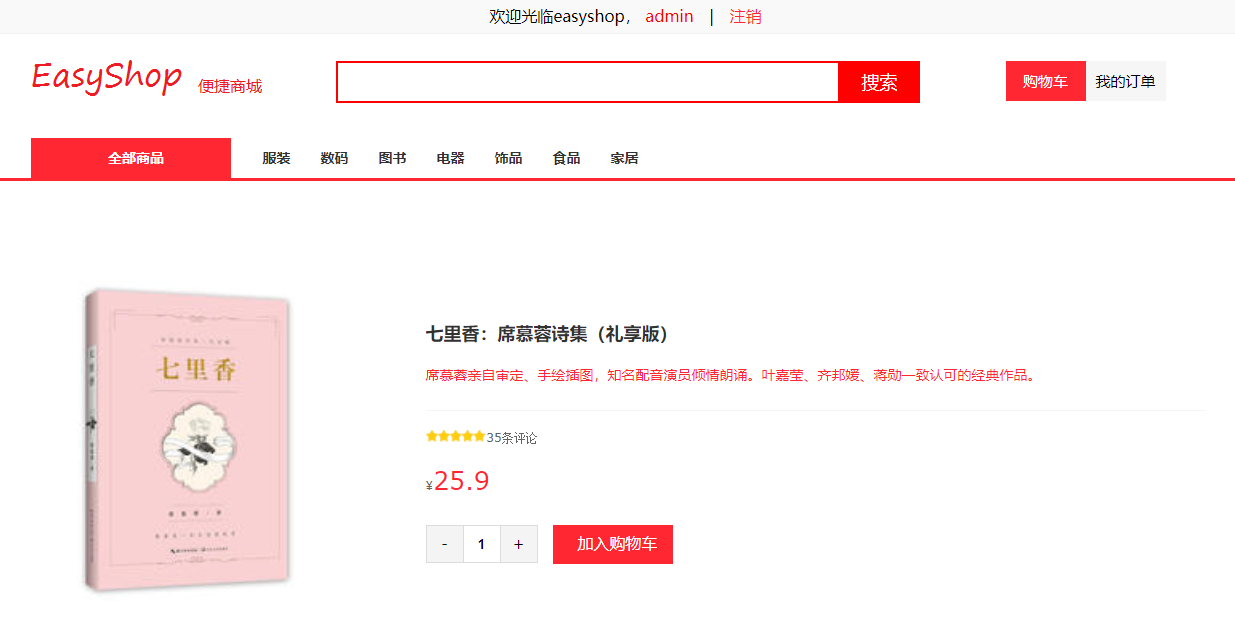 欢迎光临easyshop， admin | 注销
EasyShop 便捷商城
搜索
购物车 我的订单
全部商品 服装 数码 图书 电器 饰品 食品 家居
七里香
七里香
七里香：席慕蓉诗集（礼享版）
席慕蓉亲自审定、手绘插图，知名配音演员倾情朗诵。叶嘉莹、齐邦媛、蒋勋一致认可的经典作品。
35条评论
¥25.9
- 1 + 加入购物车